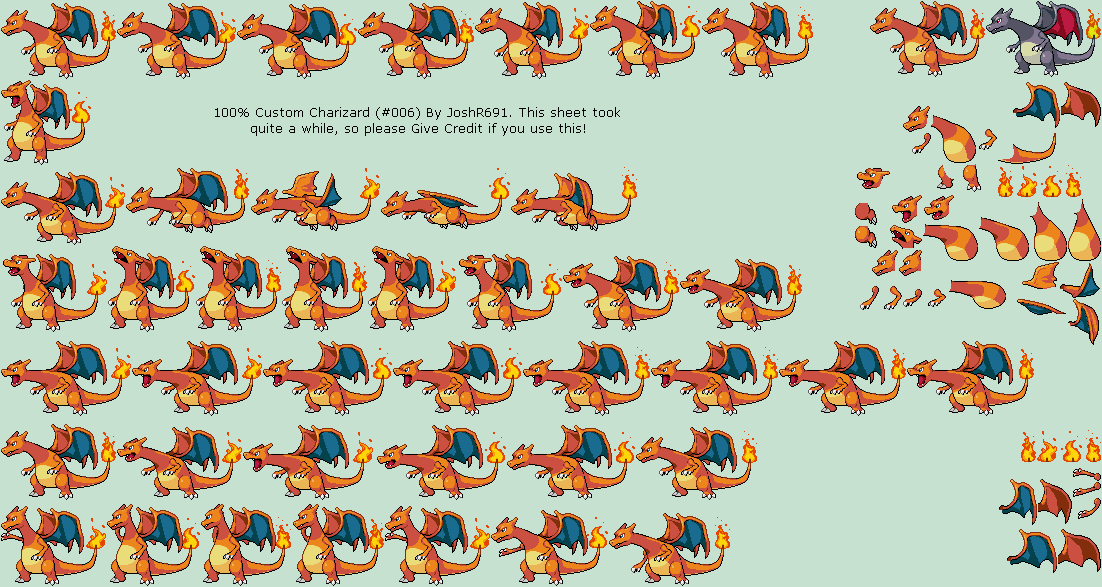 100% Custom Charizard (#006) By JoshR691. This sheet took
quite a while, so please Give Credit if you use this!